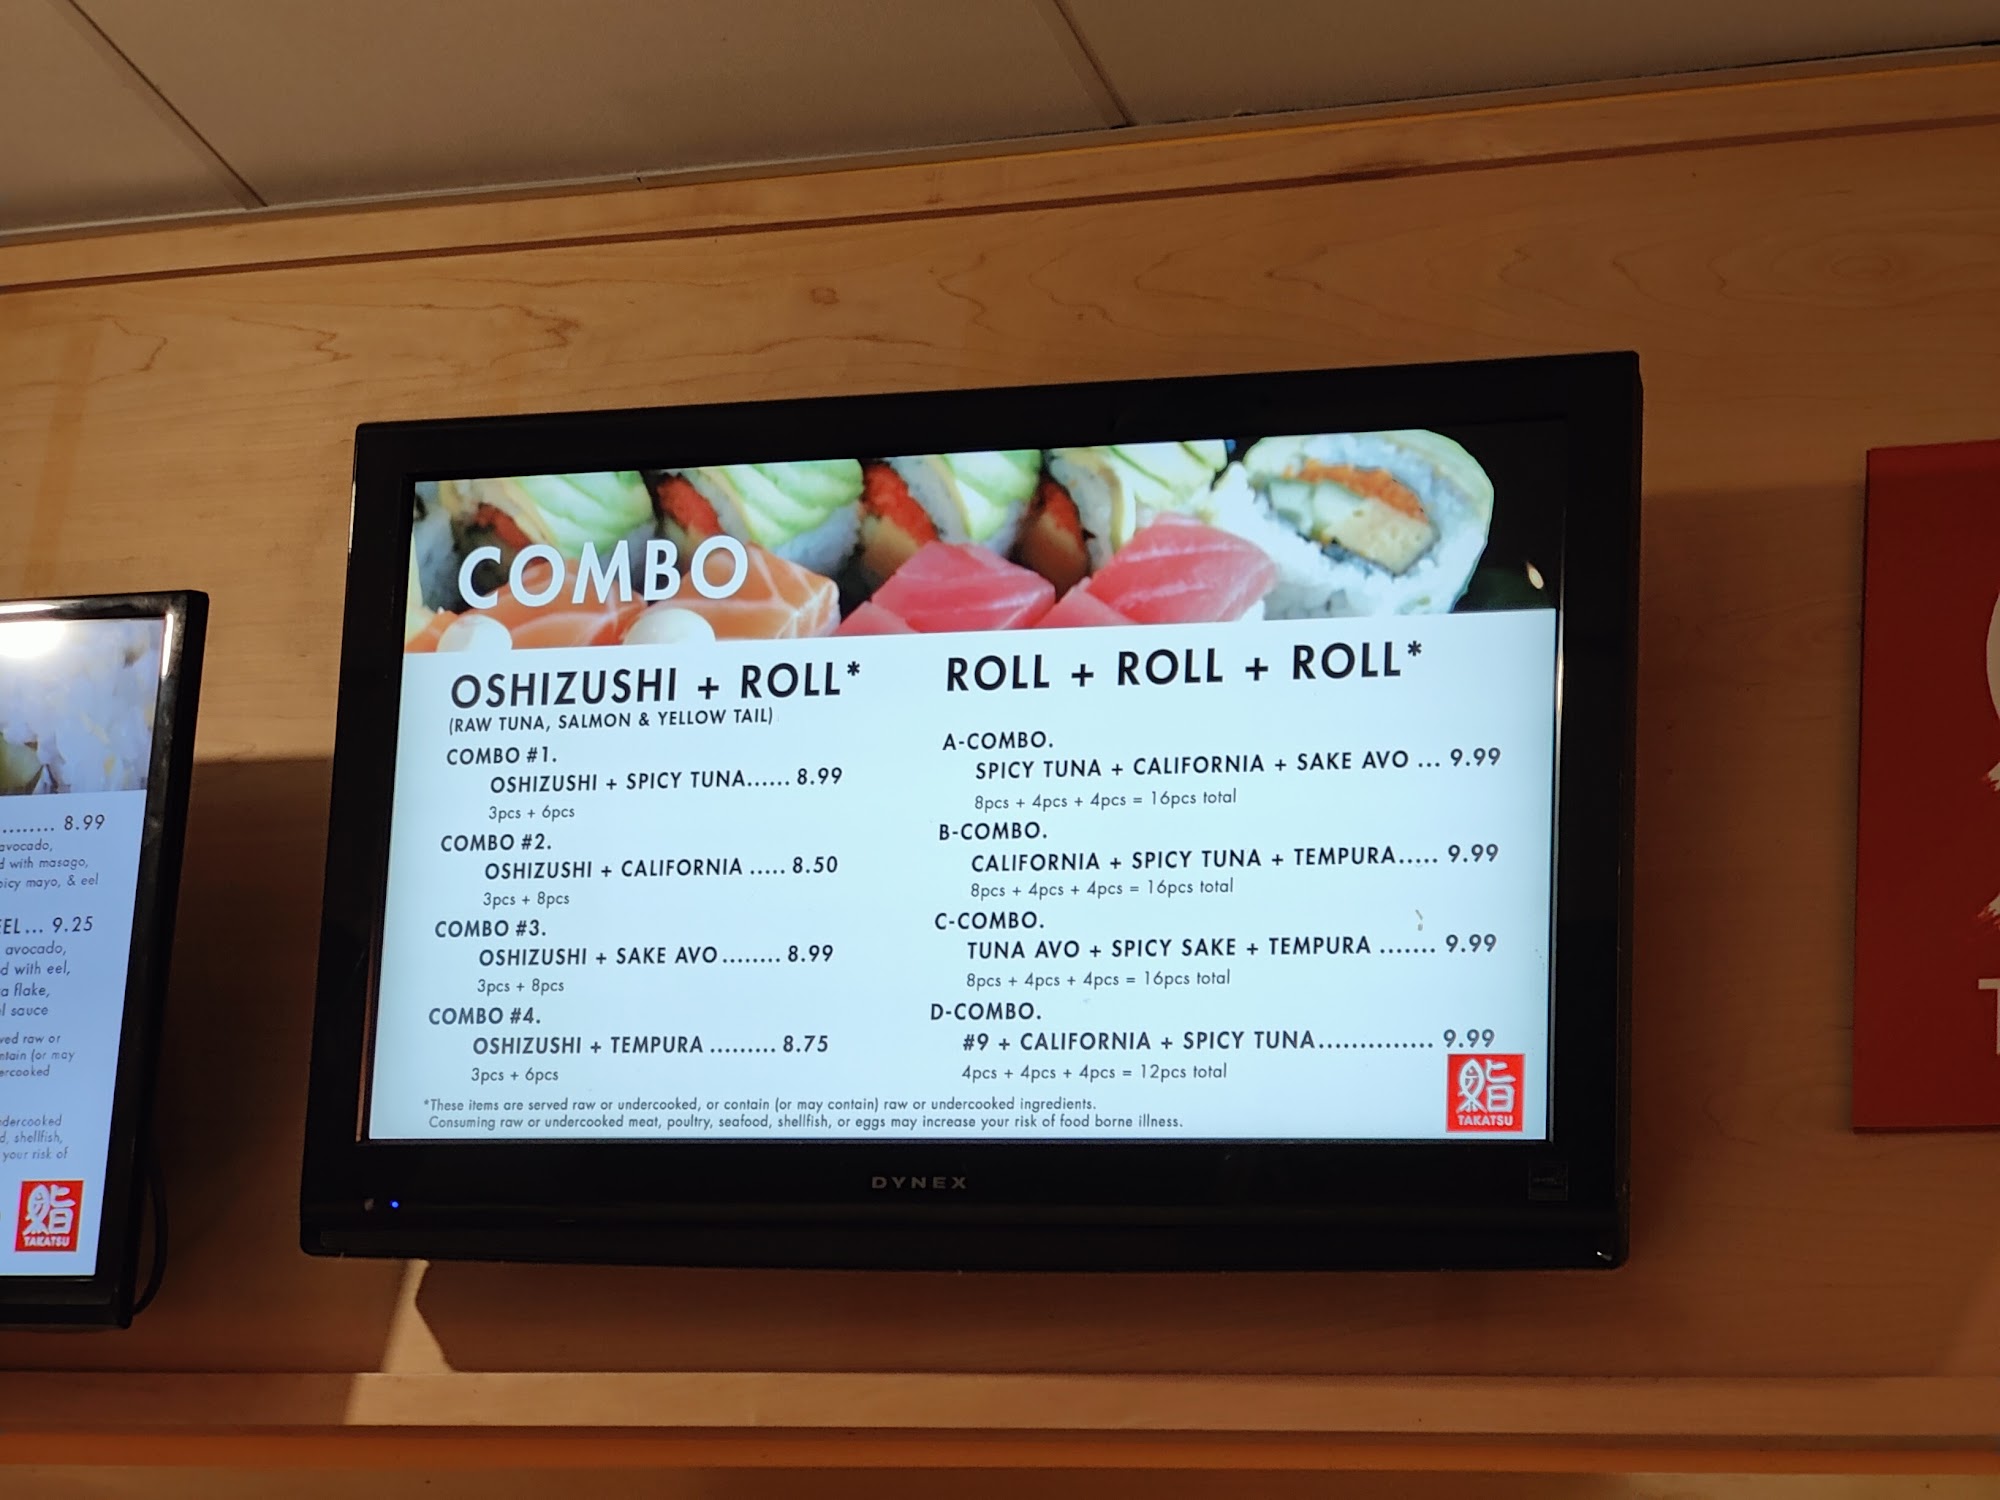 ........ 8.99
avocado,
d with masago,
icy mayo, & eel
EEL... 9.25
avocado,
d with eel,
a flake,
l sauce
ved raw or
ntain (or may
ercooked
ndercooked
d, shellfish,
your risk of
鮨
TAKATSU
COMBO
OSHIZUSHI + ROLL*
(RAW TUNA, SALMON & YELLOW TAIL)
COMBO #1.
OSHIZUSHI + SPICY TUNA...... 8.99
3pcs + 6pcs
COMBO #2.
OSHIZUSHI + CALIFORNIA ..... 8.50
3pcs + 8pcs
COMBO #3.
OSHIZUSHI + SAKE AVO........ 8.99
3pcs + 8pcs
COMBO #4.
OSHIZUSHI + TEMPURA ......... 8.75
3pcs + 6pcs
ROLL + ROLL + ROLL*
A-COMBO.
SPICY TUNA + CALIFORNIA + SAKE AVO ... 9.99
8pcs + 4pcs + 4pcs = 16pcs total
B-COMBO.
CALIFORNIA + SPICY TUNA + TEMPURA..... 9.99
8pcs + 4pcs + 4pcs = 16pcs total
C-COMBO.
TUNA AVO + SPICY SAKE + TEMPURA ....... 9.99
8pcs + 4pcs + 4pcs = 16pcs total
D-COMBO.
#9 + CALIFORNIA + SPICY TUNA.............. 9.99
4pcs + 4pcs + 4pcs = 12pcs total
*These items are served raw or undercooked, or contain (or may contain) raw or undercooked ingredients.
Consuming raw or undercooked meat, poultry, seafood, shellfish, or eggs may increase your risk of food borne illness.
鮨
TAKATSU
DYNEX
T